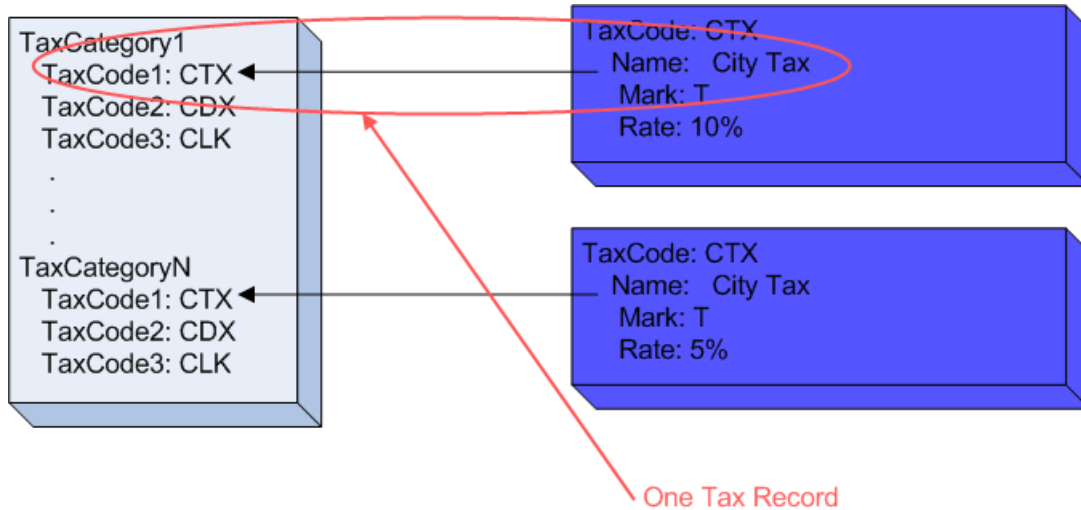 TaxCategory1
TaxCode1: CTX
TaxCode2: CDX
TaxCode3: CLK
.
.
.
TaxCategoryN
TaxCode1: CTX
TaxCode2: CDX
TaxCode3: CLK
TaxCode: CTX
Name: City Tax
Mark: T
Rate: 10%
TaxCode: CTX
Name: City Tax
Mark: T
Rate: 5%
One Tax Record